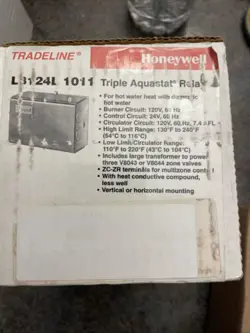 TRADELINE®
Honeywell
L8124L 1011 Triple Aquastat® Relay
• For hot water heat with domestic
hot water
• Burner Circuit: 120V, 60 Hz
• Control Circuit: 24V, 60 Hz
• Circulator Circuit: 120V, 60 Hz, 7.4 AFL
• High Limit Range: 130°F to 240°F
(54°C to 116°C)
• Low Limit/Circulator Range:
110°F to 220°F (43°C to 104°C)
• Includes large transformer to power
three V8043 or V8044 zone valves
• ZC-ZR terminals for multizone control
• With heat conductive compound,
less well
• Vertical or horizontal mounting